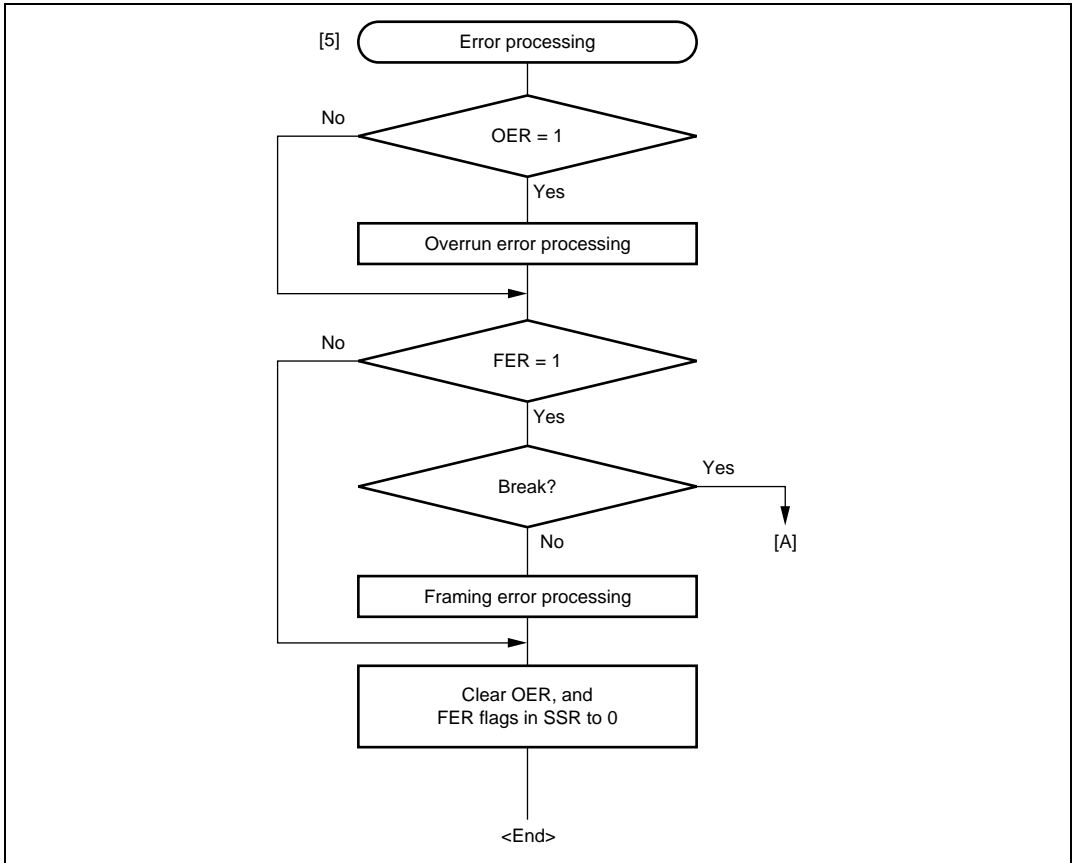 [5] Error processing
No
OER = 1
Yes
Overrun error processing
No
FER = 1
Yes
Break?
Yes
No
[A]
Framing error processing
Clear OER, and
FER flags in SSR to 0
<End>